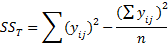 SS_T = ∑(y_ij)² − (∑ y_ij)² / n